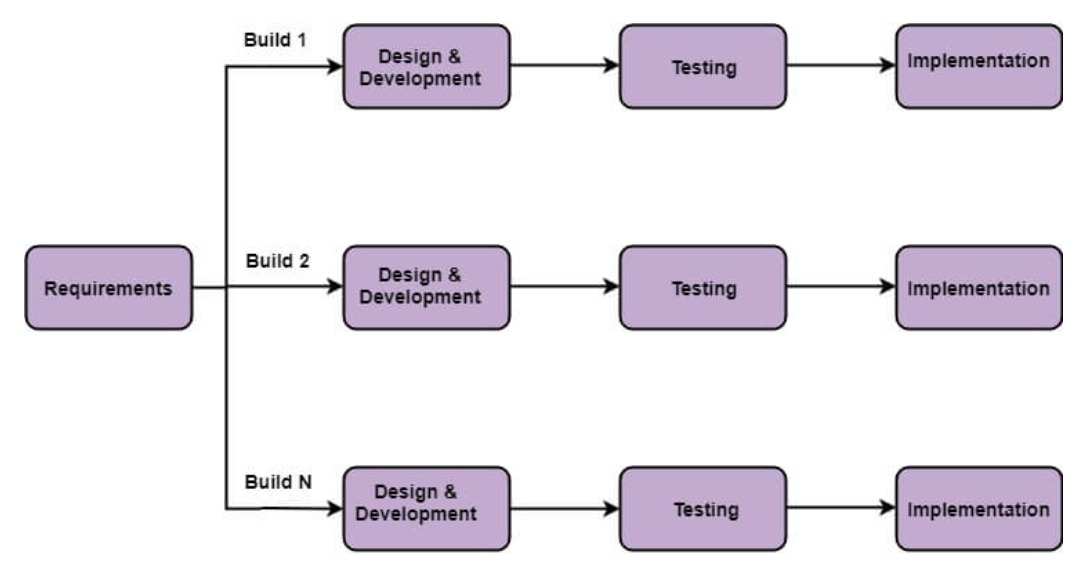 Build 1
Design &
Development
Testing
Implementation
Requirements
Build 2
Design &
Development
Testing
Implementation
Build N
Design &
Development
Testing
Implementation